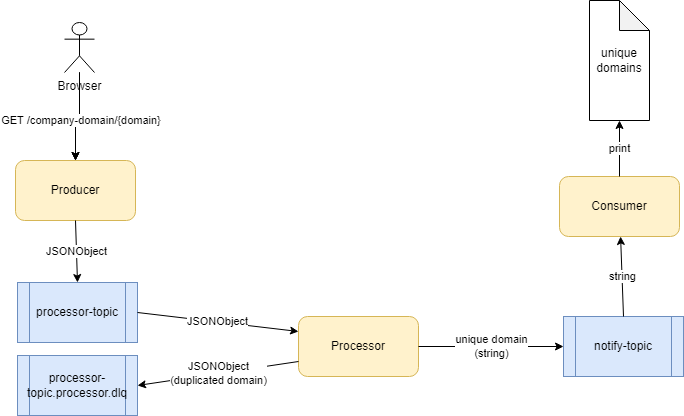 Browser
GET /company-domain/{domain}
Producer
JSONObject
processor-topic
JSONObject
Processor
JSONObject
(duplicated domain)
processor-
topic.processor.dlq
unique domain
(string)
notify-topic
string
Consumer
print
unique
domains